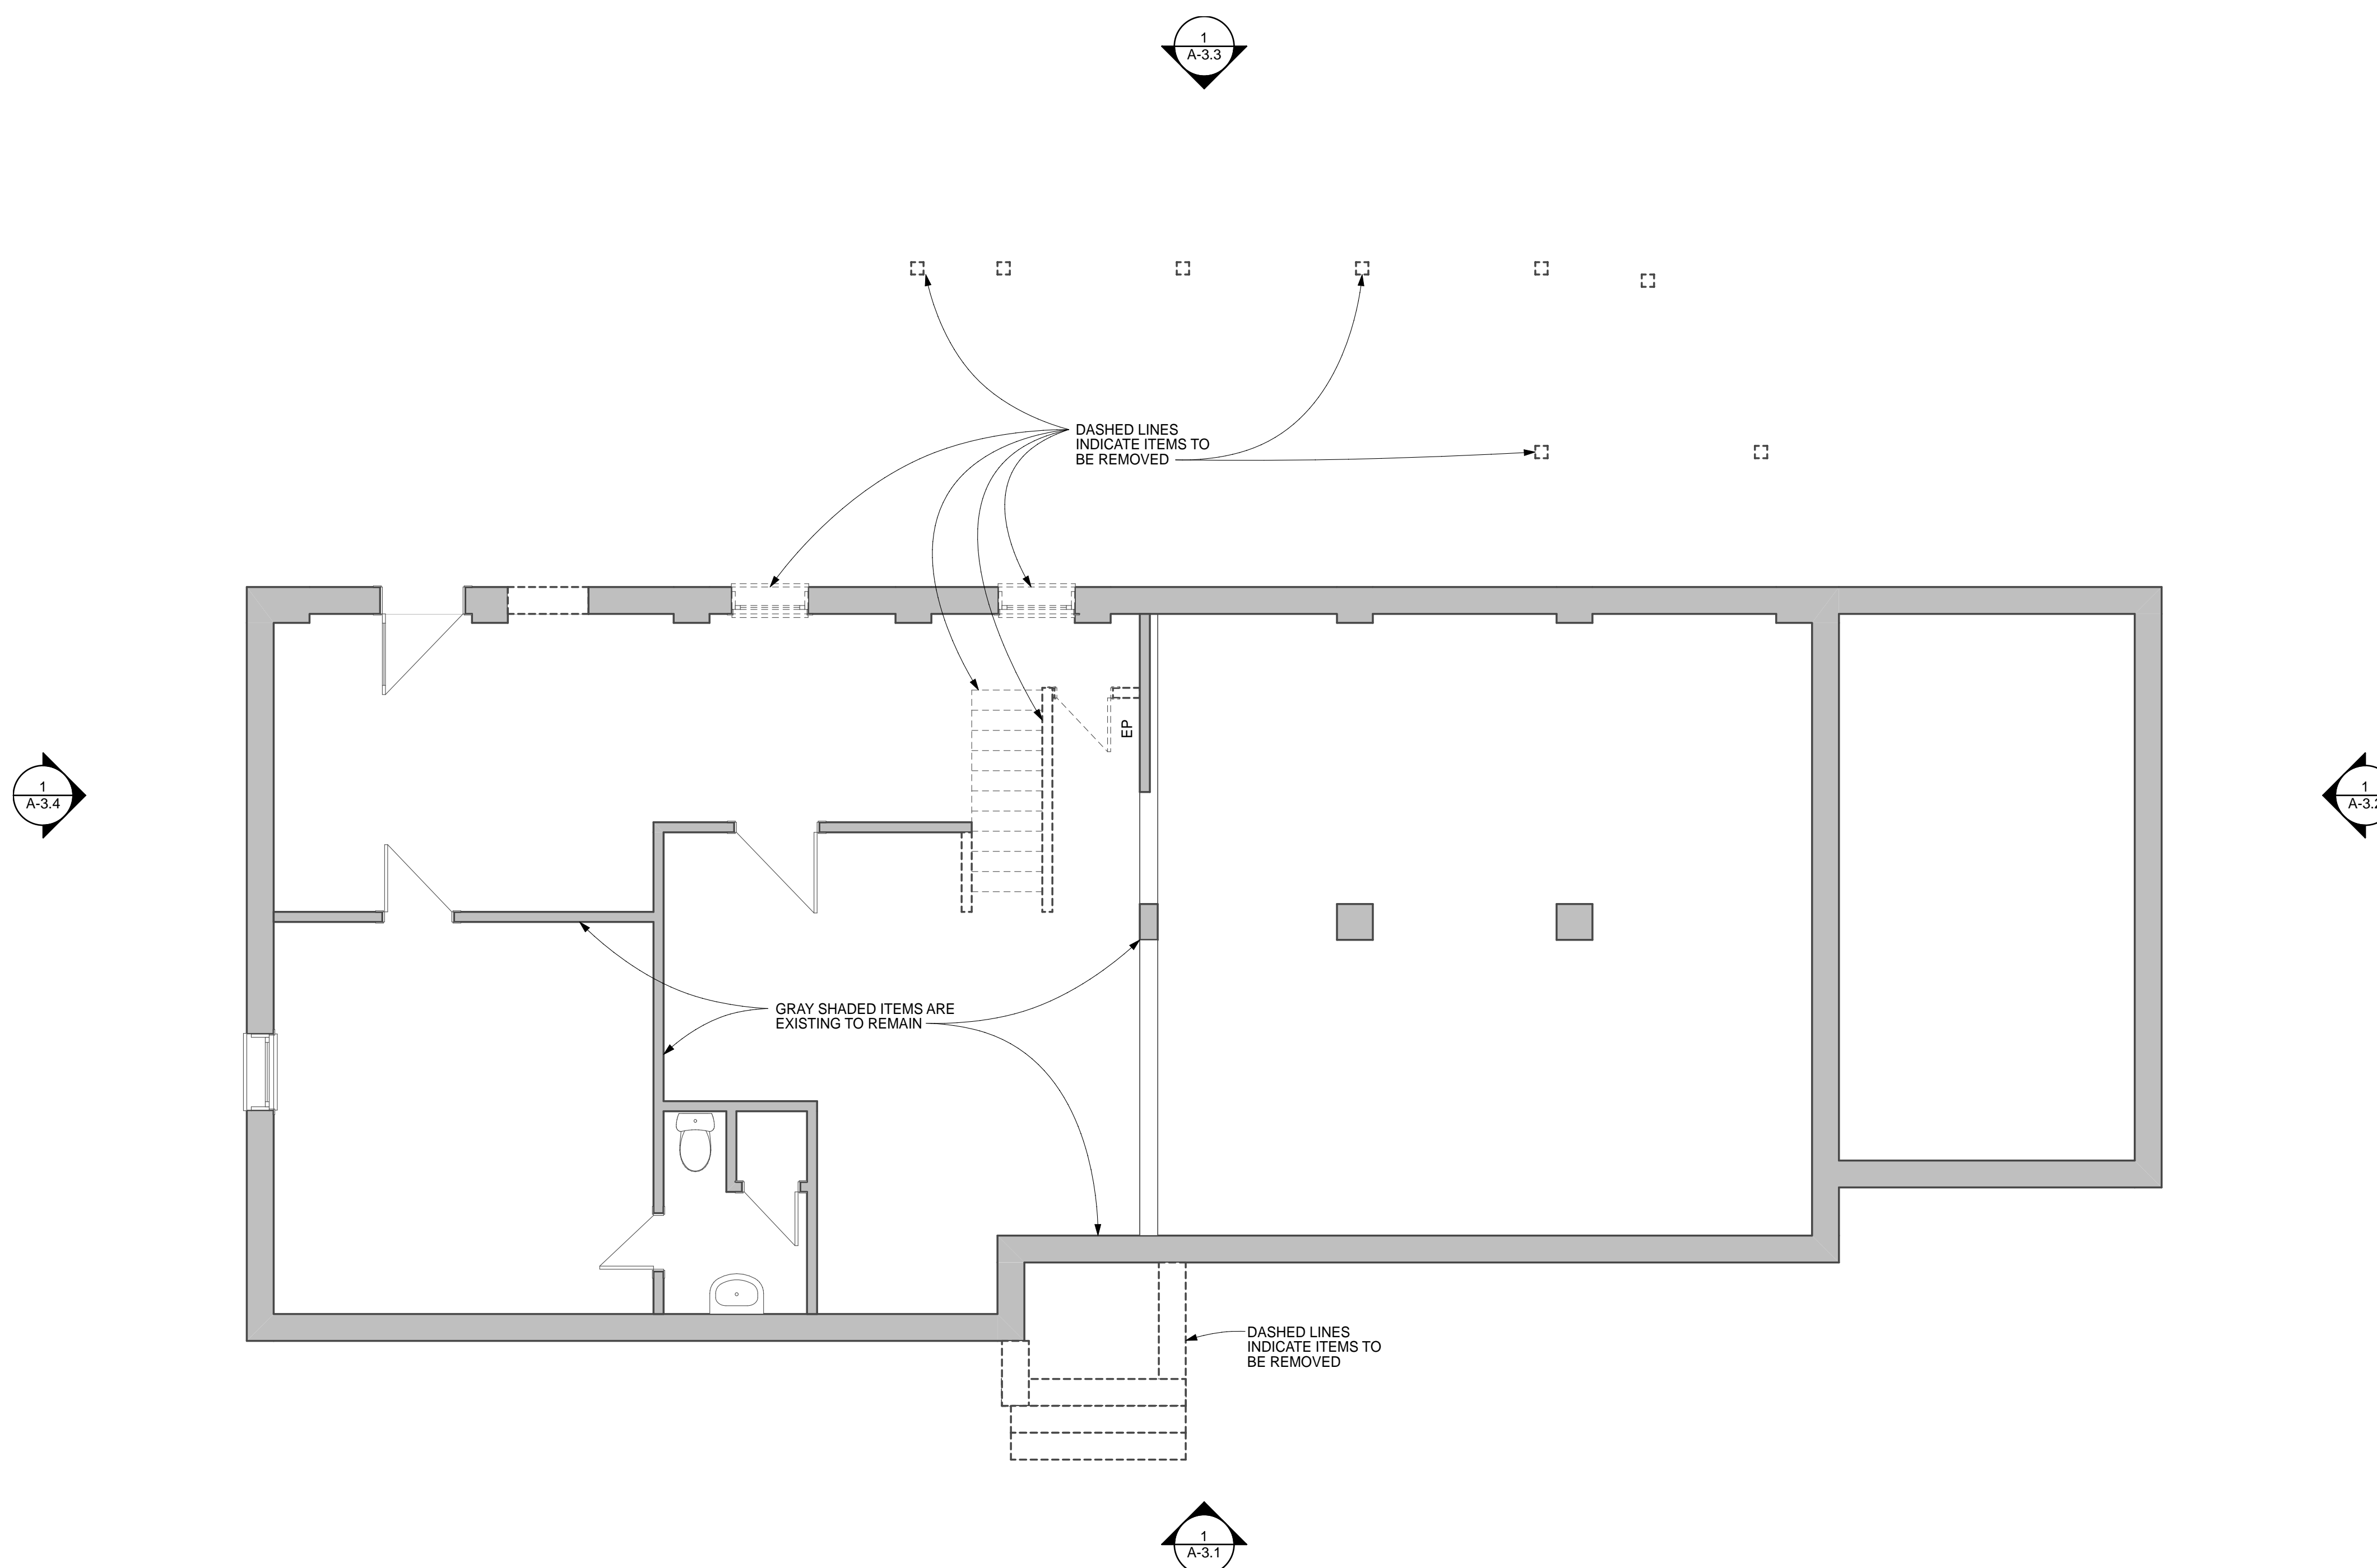 1
A-3.3
DASHED LINES
INDICATE ITEMS TO
BE REMOVED
EP
1
A-3.4
1
GRAY SHADED ITEMS ARE
EXISTING TO REMAIN
DASHED LINES
INDICATE ITEMS TO
BE REMOVED
1
A-3.1